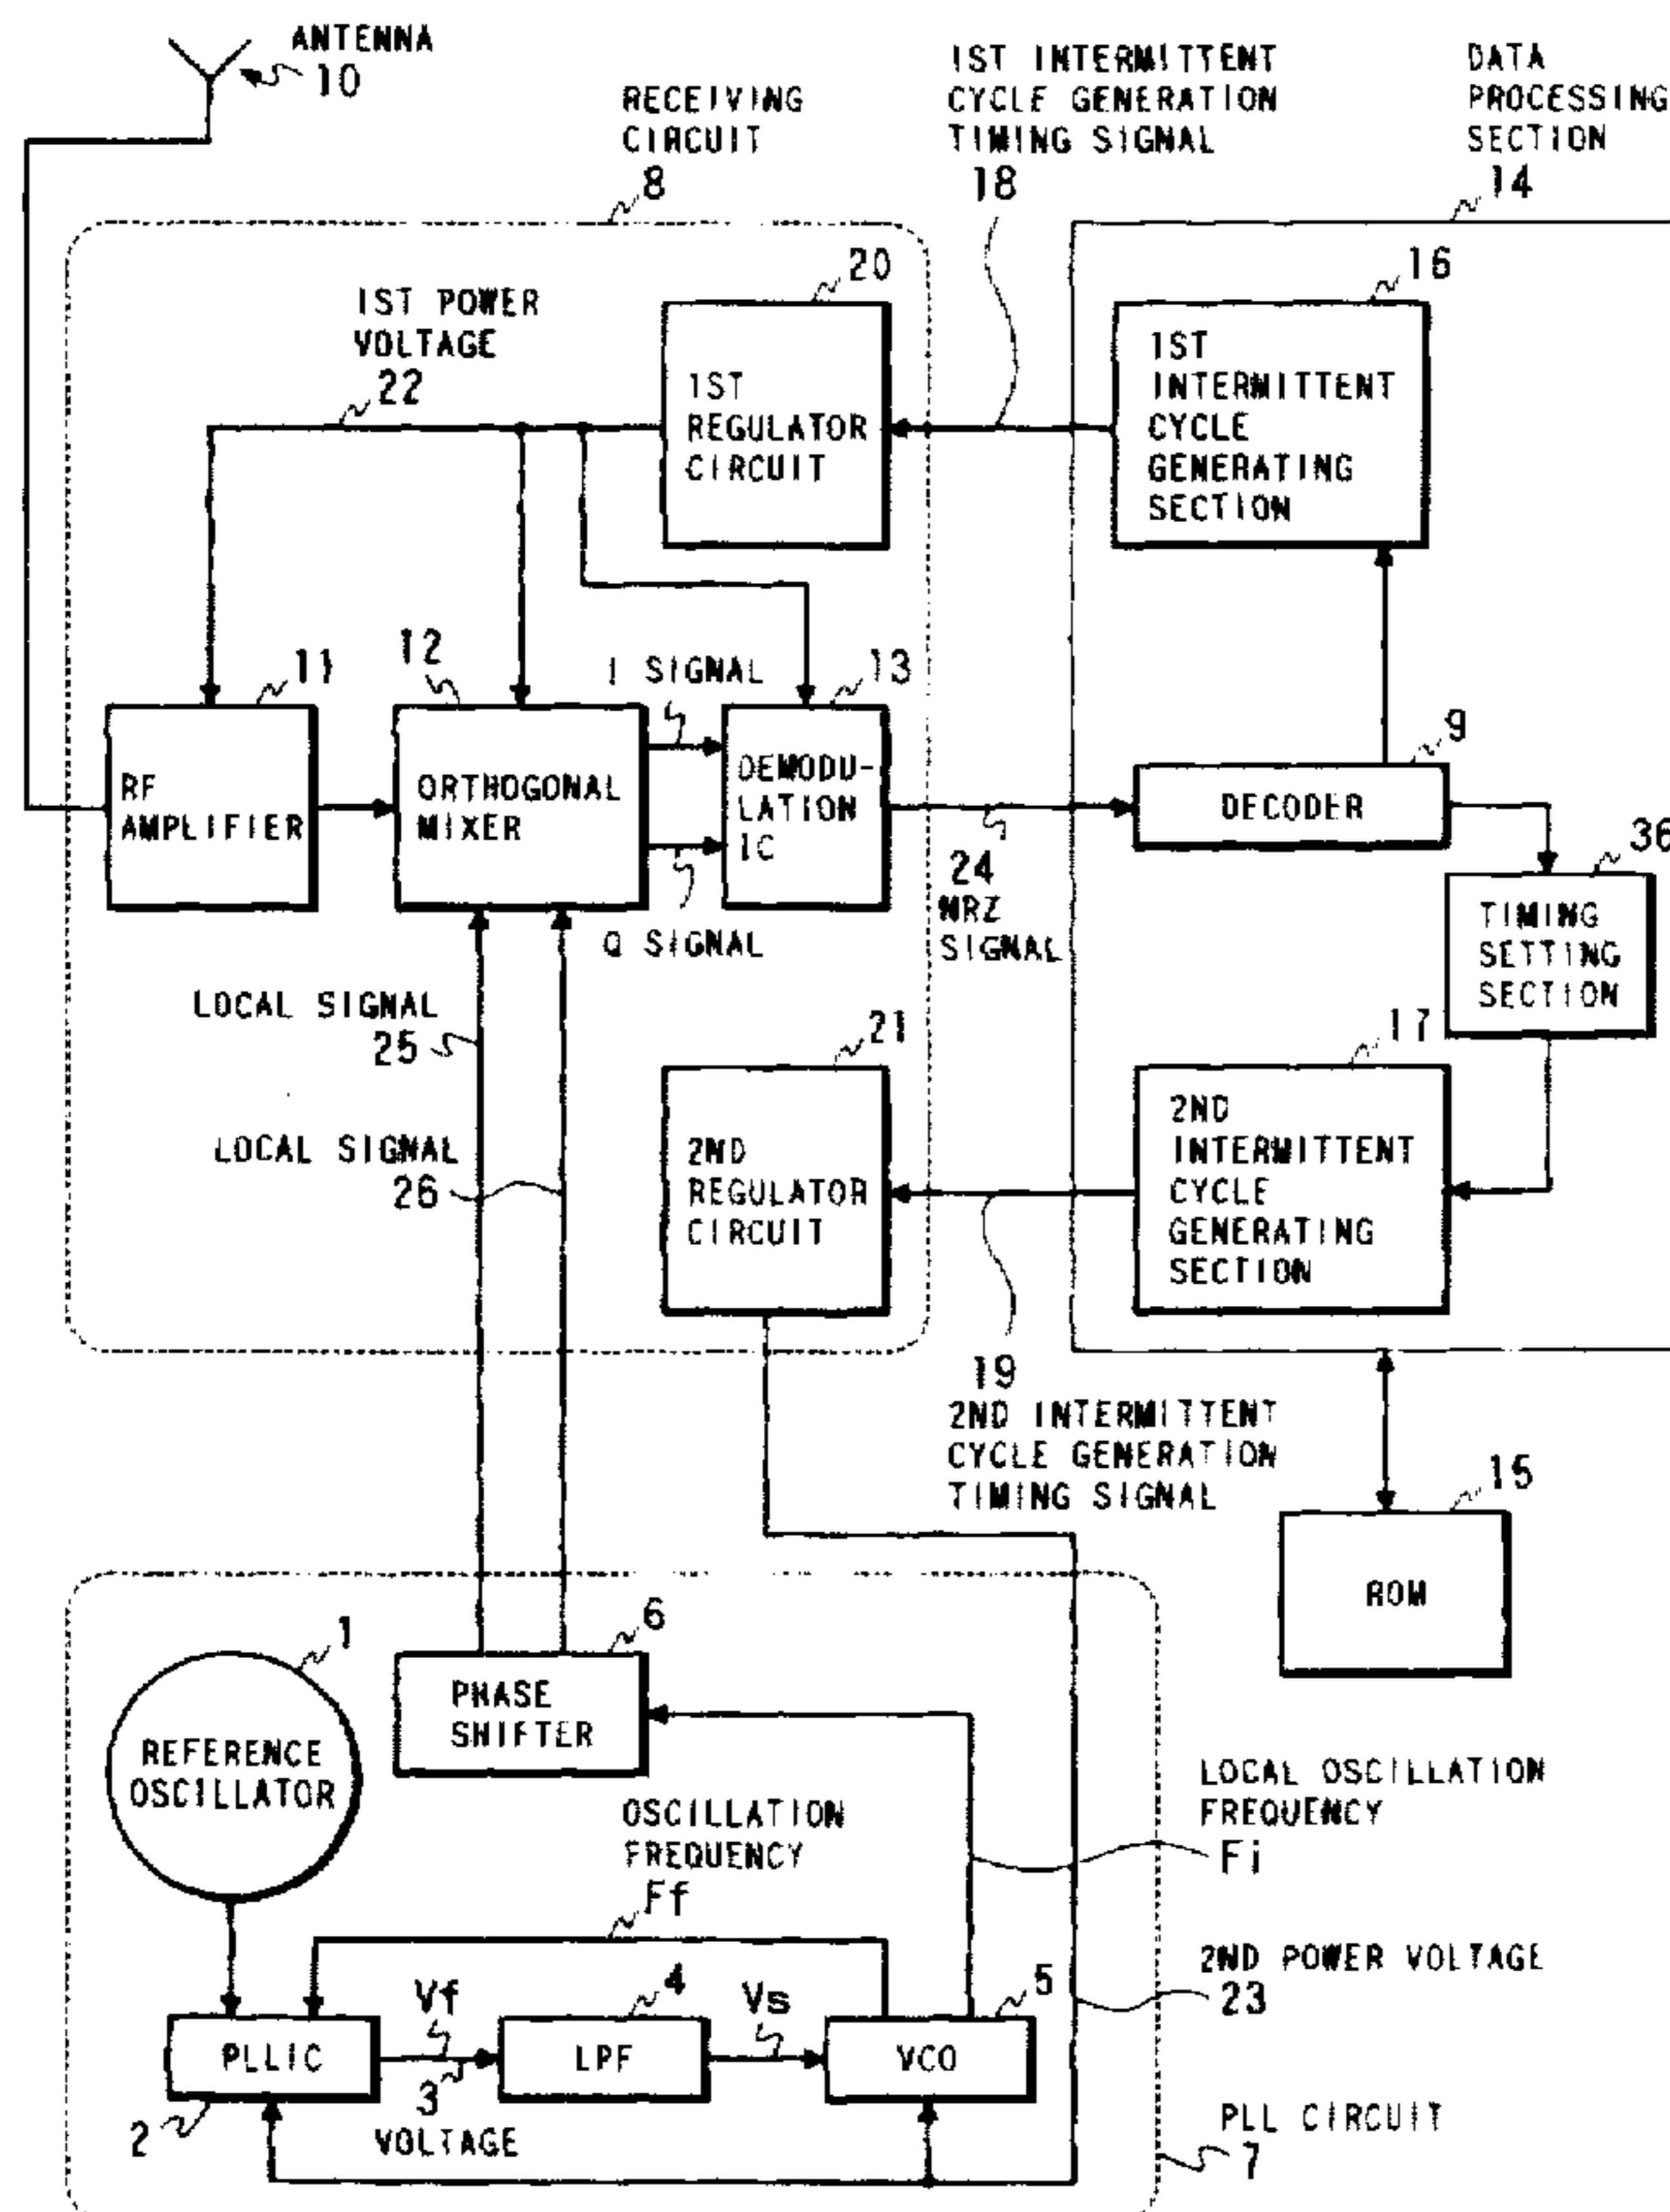 ANTENNA
10
RECEIVING
CIRCUIT
8
1ST INTERMITTENT
CYCLE GENERATION
TIMING SIGNAL
18
DATA
PROCESSING
SECTION
14
1ST POWER
VOLTAGE
22
20
1ST
REGULATOR
CIRCUIT
16
1ST
INTERMITTENT
CYCLE
GENERATING
SECTION
11
RF
AMPLIFIER
12
ORTHOGONAL
MIXER
I SIGNAL
Q SIGNAL
13
DEMODU-
LATION
IC
24
NRZ
SIGNAL
9
DECODER
36
TIMING
SETTING
SECTION
LOCAL SIGNAL
25
LOCAL SIGNAL
26
21
2ND
REGULATOR
CIRCUIT
17
2ND
INTERMITTENT
CYCLE
GENERATING
SECTION
19
2ND INTERMITTENT
CYCLE GENERATION
TIMING SIGNAL
15
ROM
1
REFERENCE
OSCILLATOR
6
PHASE
SHIFTER
OSCILLATION
FREQUENCY
Ff
LOCAL OSCILLATION
FREQUENCY
Fi
2ND POWER VOLTAGE
23
PLLIC
2
Vf
3
VOLTAGE
4
LPF
Vs
5
VCO
PLL CIRCUIT
7